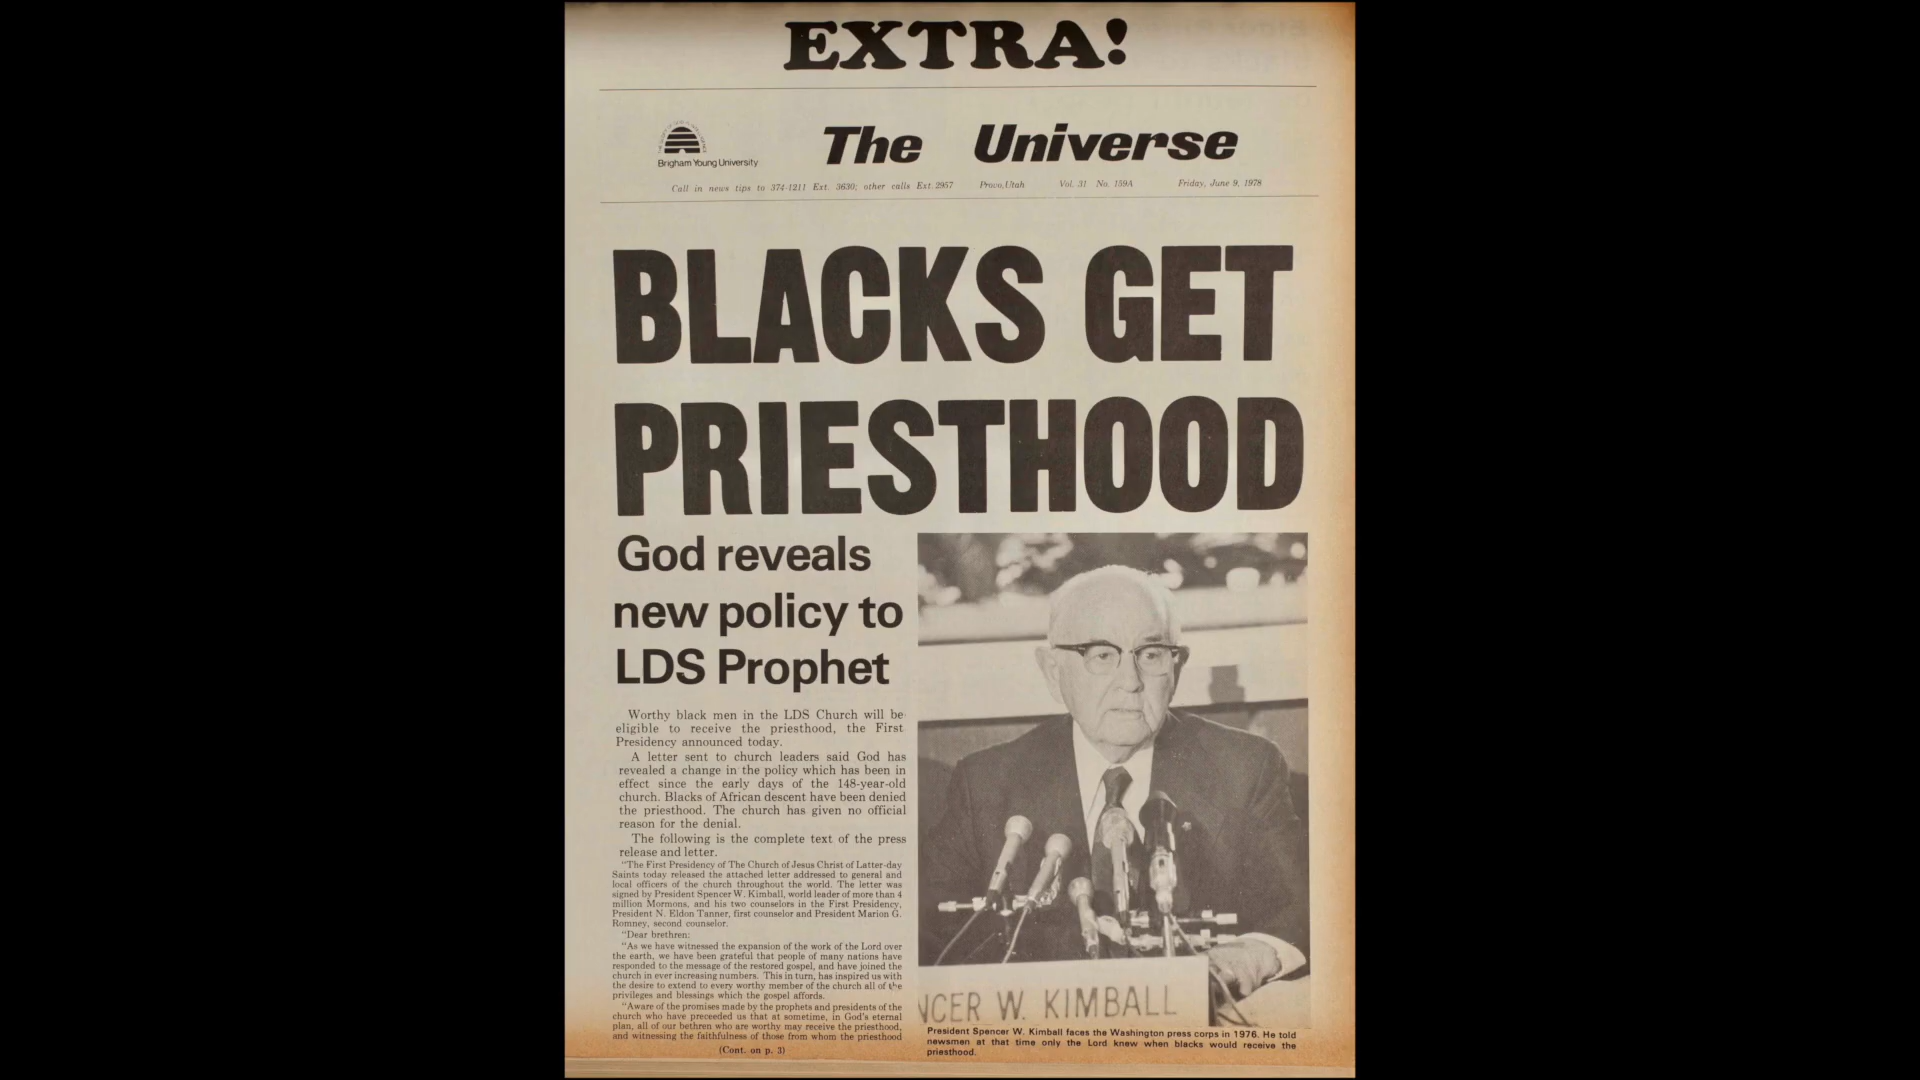 EXTRA!
Brigham Young University
The Universe
Call in news tips to 374-1211 Ext. 3630; other calls Ext. 2957 Provo, Utah Vol. 31 No. 159A Friday, June 9, 1978
BLACKS GET
PRIESTHOOD
God reveals
new policy to
LDS Prophet
Worthy black men in the LDS Church will be
eligible to receive the priesthood, the First
Presidency announced today.
A letter sent to church leaders said God has
revealed a change in the policy which has been in
effect since the early days of the 148-year-old
church. Blacks of African descent have been denied
the priesthood. The church has given no official
reason for the denial.
The following is the complete text of the press
release and letter.
"The First Presidency of The Church of Jesus Christ of Latter-day
Saints today released the attached letter addressed to general and
local officers of the church throughout the world. The letter was
signed by President Spencer W. Kimball, world leader of more than 4
million Mormons, and his two counselors in the First Presidency,
President N. Eldon Tanner, first counselor and President Marion G.
Romney, second counselor.
"Dear brethren:
"As we have witnessed the expansion of the work of the Lord over
the earth, we have been grateful that people of many nations have
responded to the message of the restored gospel, and have joined the
church in ever increasing numbers. This in turn, has inspired us with
the desire to extend to every worthy member of the church all of the
privileges and blessings which the gospel affords.
"Aware of the promises made by the prophets and presidents of the
church who have preceeded us that at sometime, in God's eternal
plan, all of our bethren who are worthy may receive the priesthood,
and witnessing the faithfulness of those from whom the priesthood
(Cont. on p. 3)
NCER W. KIMBALL
President Spencer W. Kimball faces the Washington press corps in 1976. He told
newsmen at that time only the Lord knew when blacks would receive the
priesthood.